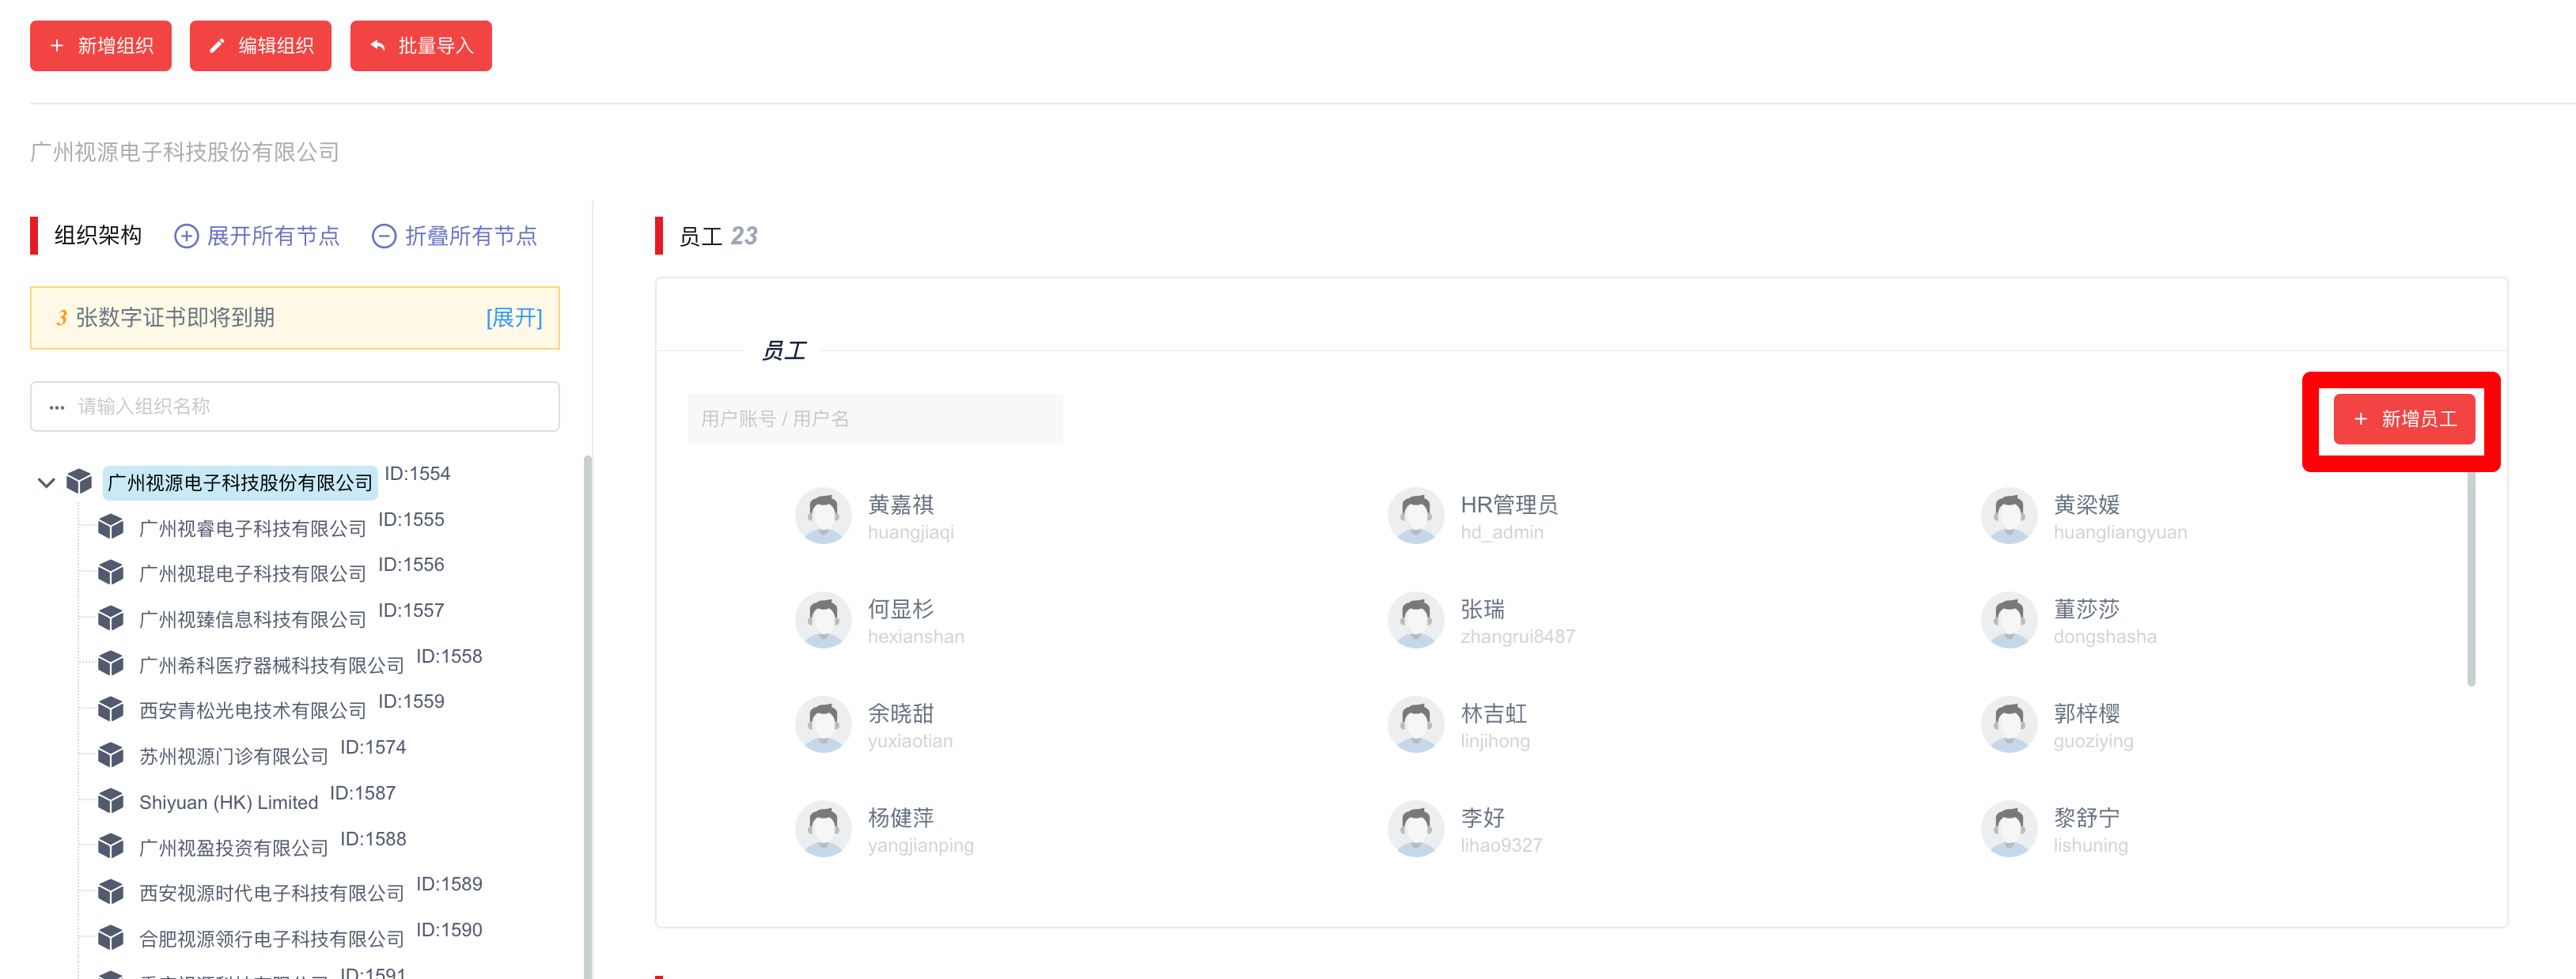 新增组织
编辑组织
批量导入
广州视源电子科技股份有限公司
组织架构
展开所有节点
折叠所有节点
3 张数字证书即将到期
[展开]
请输入组织名称
广州视源电子科技股份有限公司 ID:1554
广州视睿电子科技有限公司 ID:1555
广州视琨电子科技有限公司 ID:1556
广州视臻信息科技有限公司 ID:1557
广州希科医疗器械科技有限公司 ID:1558
西安青松光电技术有限公司 ID:1559
苏州视源门诊有限公司 ID:1574
Shiyuan (HK) Limited ID:1587
广州视盈投资有限公司 ID:1588
西安视源时代电子科技有限公司 ID:1589
合肥视源领行电子科技有限公司 ID:1590
ID:1591
员工 23
员工
用户账号 / 用户名
新增员工
黄嘉祺
huangjiaqi
HR管理员
hd_admin
黄梁媛
huangliangyuan
何显杉
hexianshan
张瑞
zhangrui8487
董莎莎
dongshasha
余晓甜
yuxiaotian
林吉虹
linjihong
郭梓樱
guoziying
杨健萍
yangjianping
李好
lihao9327
黎舒宁
lishuning